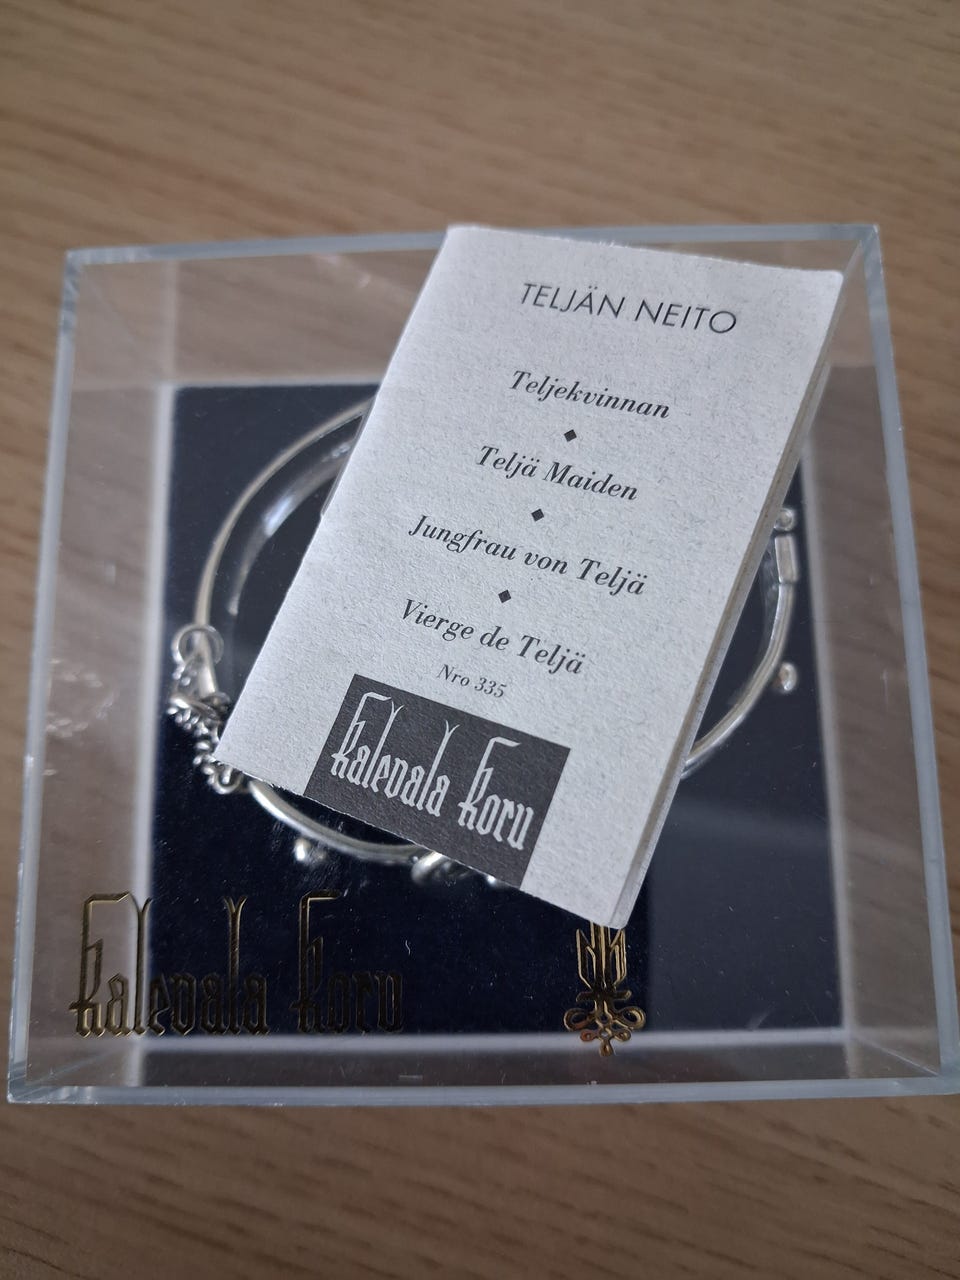 TELJÄN NEITO
Teljekvinnan
Teljä Maiden
Jungfrau von Teljä
Vierge de Teljä
Nro 335
Kalevala Koru
Kalevala Koru